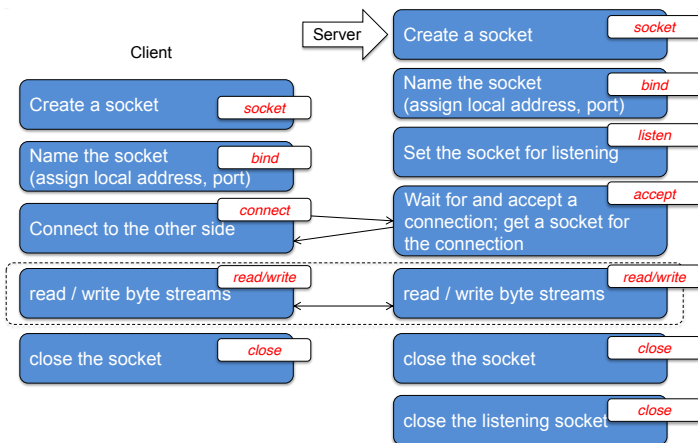 Client
Create a socket
socket
Name the socket
(assign local address, port)
bind
Connect to the other side
connect
read / write byte streams
read/write
close the socket
close
Server
Create a socket
socket
Name the socket
(assign local address, port)
bind
Set the socket for listening
listen
Wait for and accept a
connection; get a socket for
the connection
accept
read / write byte streams
read/write
close the socket
close
close the listening socket
close